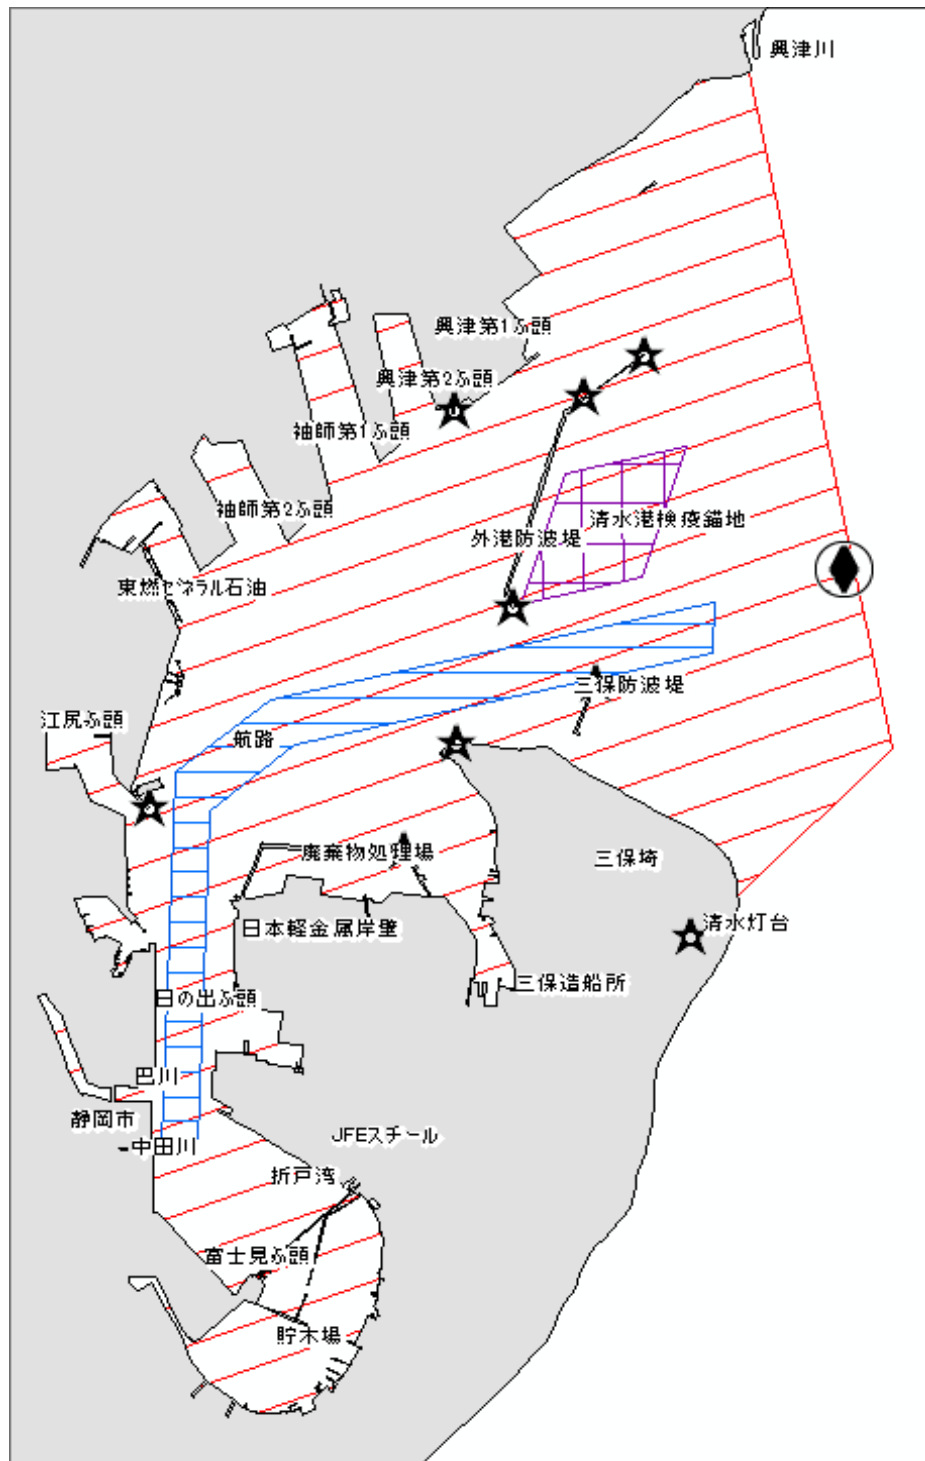 興津川
興津第1ふ頭
興津第2ふ頭
袖師第1ふ頭
袖師第2ふ頭
清水港検疫錨地
外港防波堤
東燃ゼネラル石油
三保防波堤
江尻ふ頭
航路
廃棄物処理場
三保埼
日本軽金属岸壁
清水灯台
三保造船所
日の出ふ頭
巴川
静岡市
中田川
JFEスチール
折戸湾
富士見ふ頭
貯木場